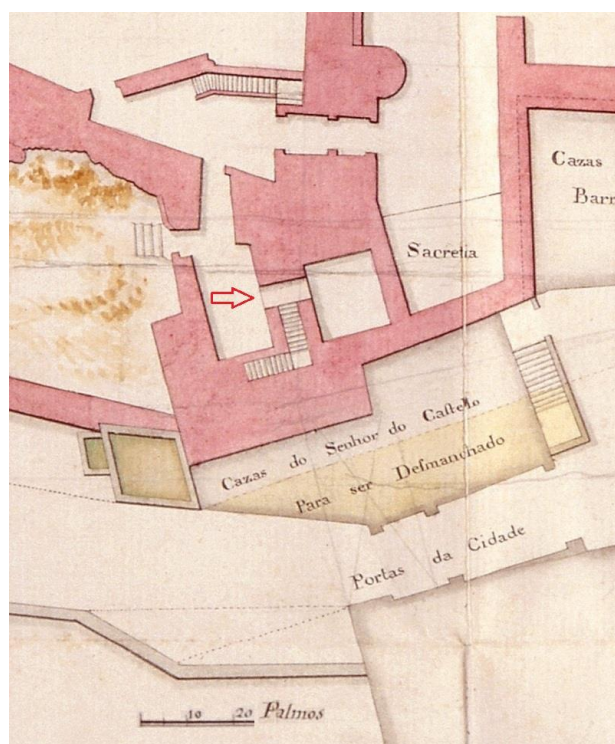 Cazas
Barr
Sacretia
Cazas do Senhor do Castelo
Para ser Desmanchado
Portas da Cidade
10 20 Palmos